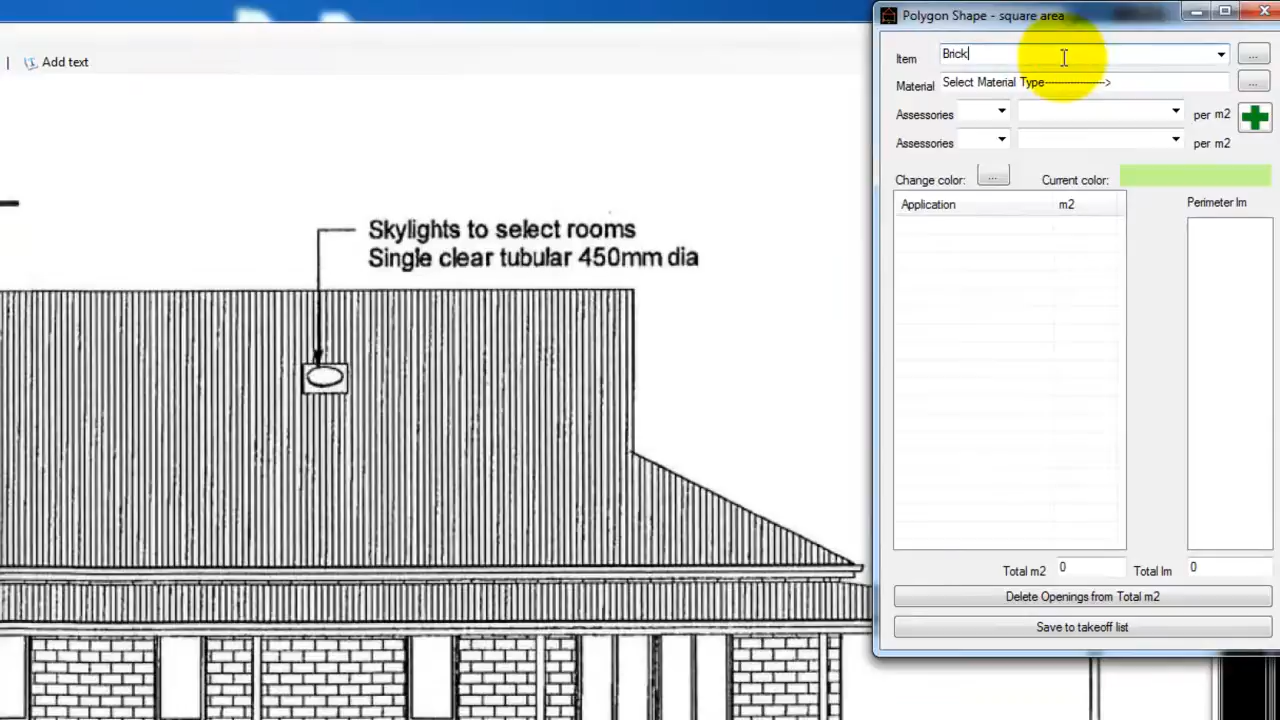 Polygon Shape - square area
Item Brick ...
Material Select Material Type-----------------> ...
Assessories per m2
Assessories per m2
Change color: ... Current color:
Application m2
Perimeter lm
Total m2 0 Total lm 0
Delete Openings from Total m2
Save to takeoff list
Add text
Skylights to select rooms
Single clear tubular 450mm dia